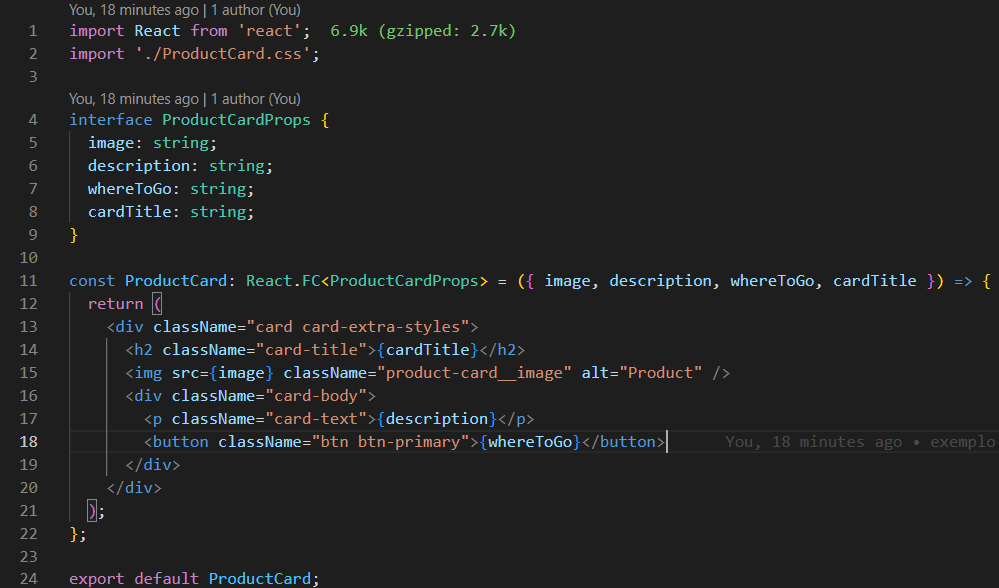 You, 18 minutes ago | 1 author (You)
1 import React from 'react'; 6.9k (gzipped: 2.7k)
2 import './ProductCard.css';
3
You, 18 minutes ago | 1 author (You)
4 interface ProductCardProps {
5   image: string;
6   description: string;
7   whereToGo: string;
8   cardTitle: string;
9 }
10
11 const ProductCard: React.FC<ProductCardProps> = ({ image, description, whereToGo, cardTitle }) => {
12   return (
13     <div className="card card-extra-styles">
14       <h2 className="card-title">{cardTitle}</h2>
15       <img src={image} className="product-card__image" alt="Product" />
16       <div className="card-body">
17         <p className="card-text">{description}</p>
18         <button className="btn btn-primary">{whereToGo}</button> You, 18 minutes ago • exemplo
19       </div>
20     </div>
21   );
22 };
23
24 export default ProductCard;